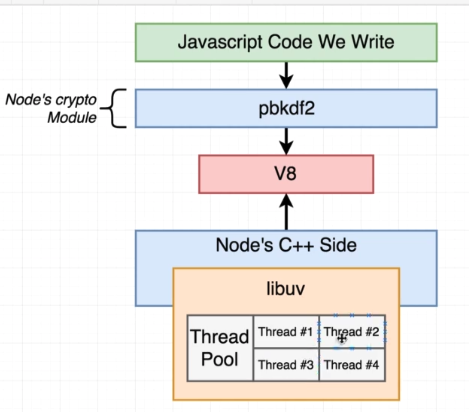 Javascript Code We Write
Node's crypto
Module
pbkdf2
V8
Node's C++ Side
libuv
Thread
Pool
Thread #1
Thread #2
Thread #3
Thread #4